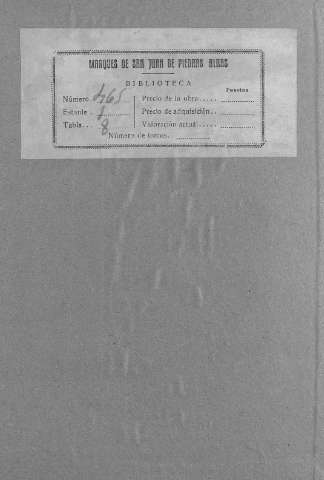 MARQUES DE SAN JUAN DE PIEDRAS ALBAS
BIBLIOTECA
Pesetas
Número 465 Precio de la obra.....
Estante . 1 Precio de adquisición..
Tabla... 8 Valoración actual.....
Número de tomos.